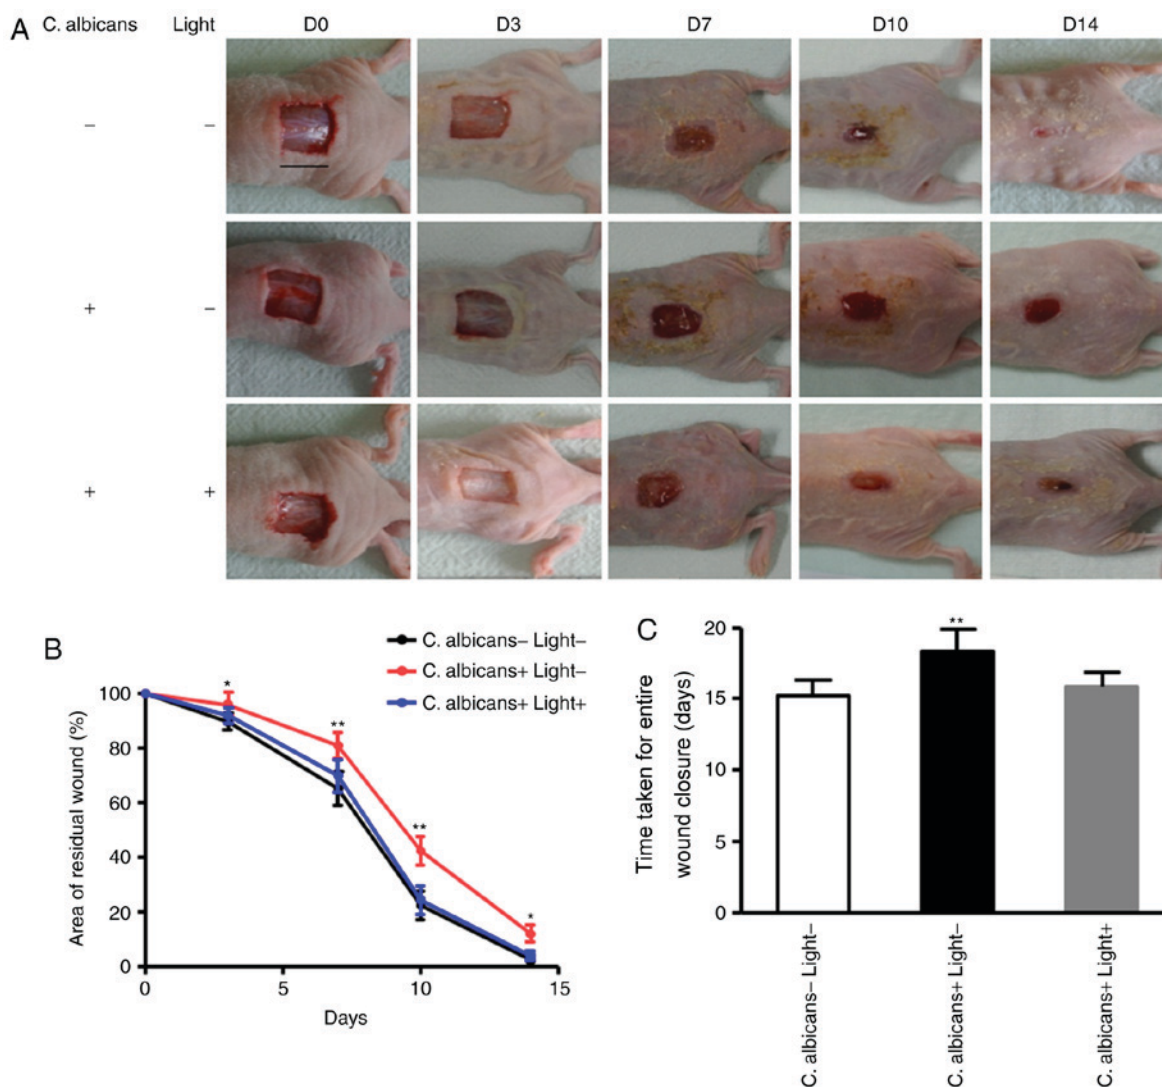 A
C. albicans Light D0 D3 D7 D10 D14
− −
+ −
+ +
B
C. albicans− Light−
C. albicans+ Light−
C. albicans+ Light+
Area of residual wound (%)
100
80
60
40
20
0
* ** ** *
0 5 10 15
Days
C
Time taken for entire
wound closure (days)
20
15
10
5
0
**
C. albicans− Light−
C. albicans+ Light−
C. albicans+ Light+